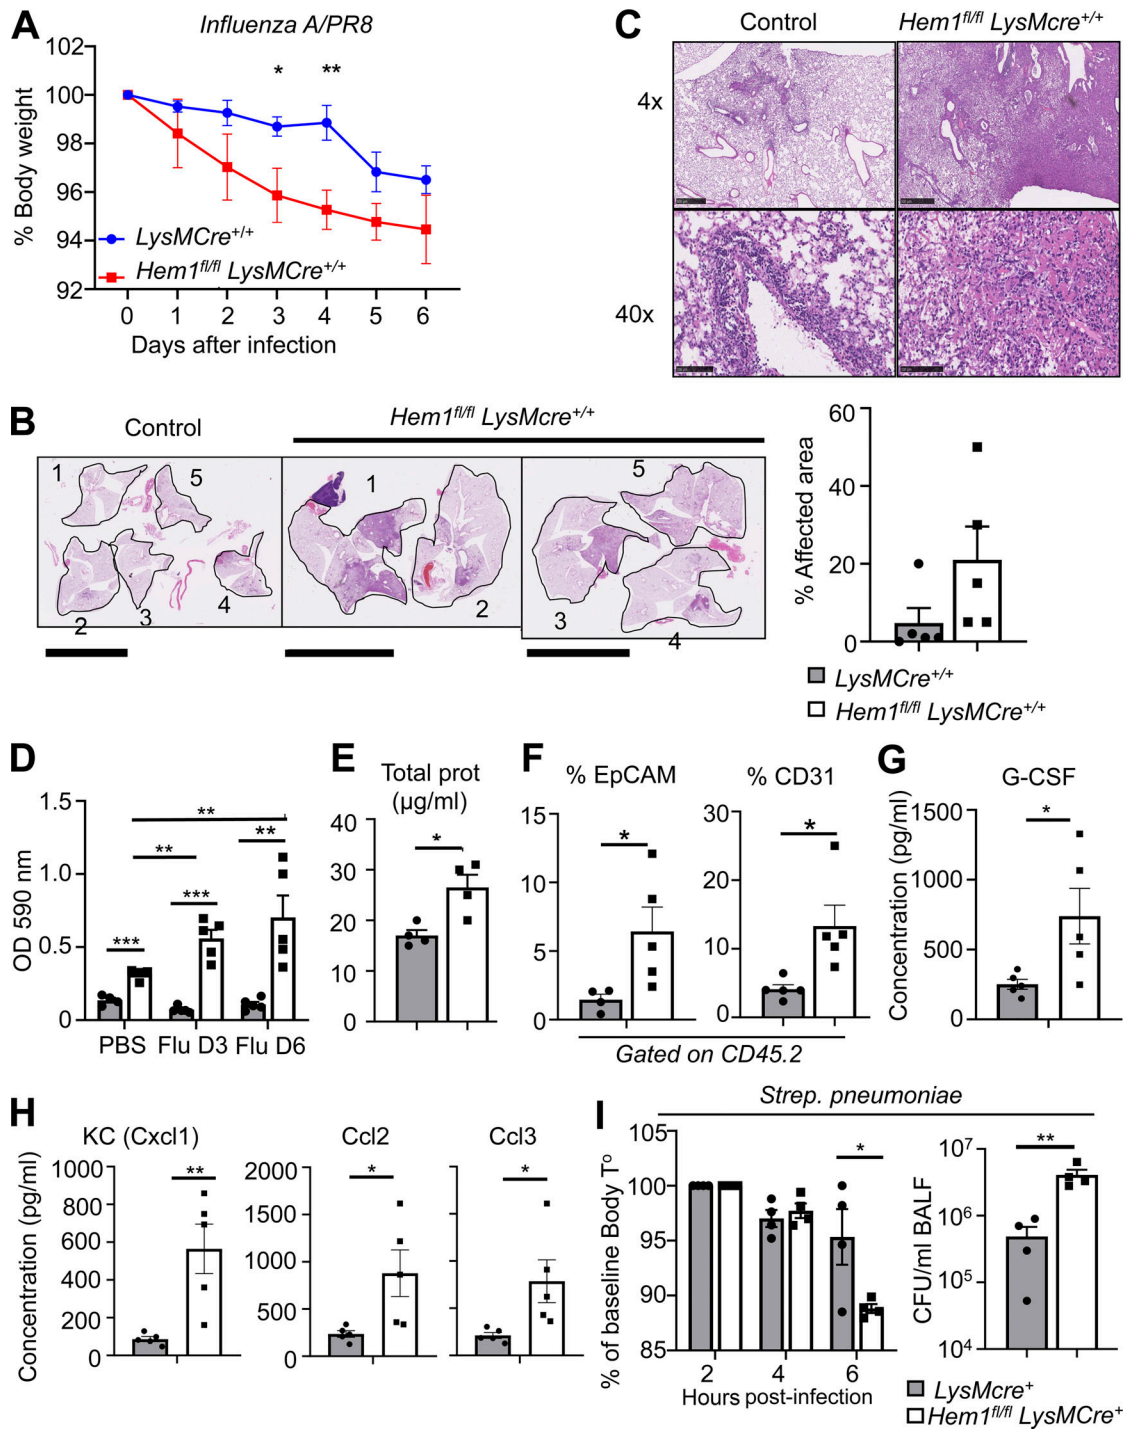 A
Influenza A/PR8
102
100
98
96
94
92
% Body weight
*
**
LysMCre+/+
Hem1fl/fl LysMCre+/+
0 1 2 3 4 5 6
Days after infection
C
Control
Hem1fl/fl LysMcre+/+
4x
40x
B
Control
Hem1fl/fl LysMcre+/+
1
5
2
3
4
1
2
5
3
4
% Affected area
60
40
20
0
LysMCre+/+
Hem1fl/fl LysMCre+/+
D
OD 590 nm
1.5
1.0
0.5
0
**
**
**
***
***
PBS Flu D3 Flu D6
E
Total prot
(µg/ml)
40
30
20
10
0
*
F
% EpCAM
15
10
5
0
*
% CD31
30
20
10
0
*
Gated on CD45.2
G
G-CSF
Concentration (pg/ml)
1500
1000
500
0
*
H
Concentration (pg/ml)
KC (Cxcl1)
1000
800
600
400
200
0
**
Ccl2
2000
1500
1000
500
0
*
Ccl3
*
I
Strep. pneumoniae
% of baseline Body To
105
100
95
90
85
*
2 4 6
Hours post-infection
CFU/ml BALF
107
106
105
104
**
LysMcre+
Hem1fl/fl LysMCre+